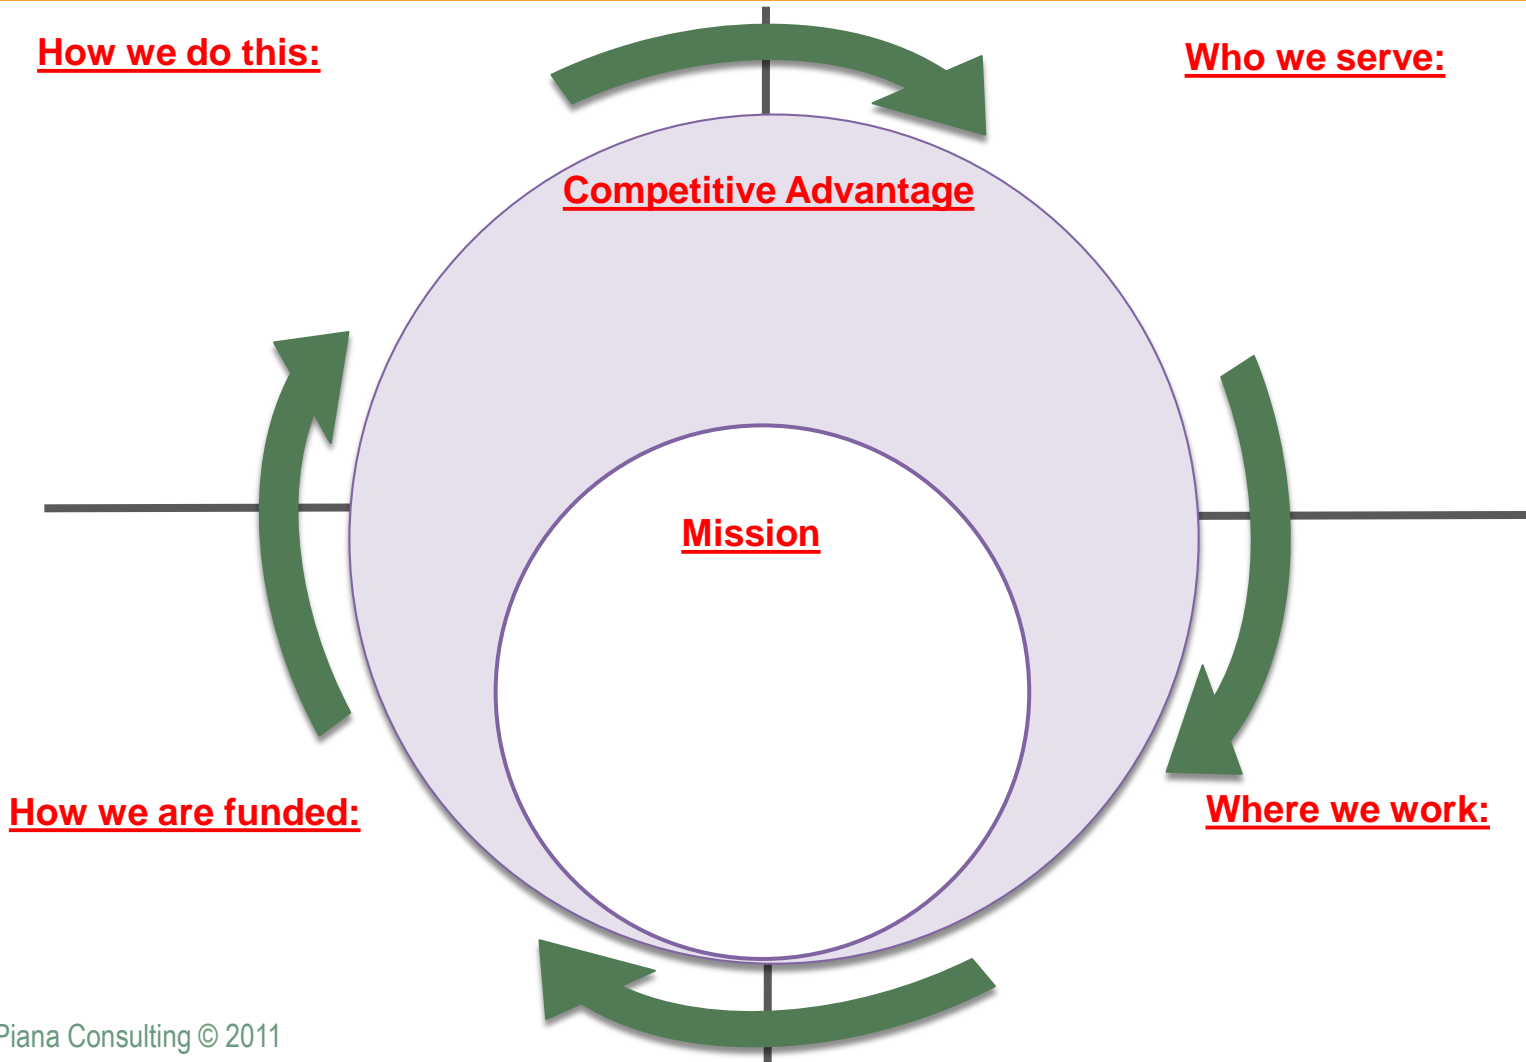 How we do this:
Who we serve:
Competitive Advantage
Mission
How we are funded:
Where we work:
Piana Consulting © 2011